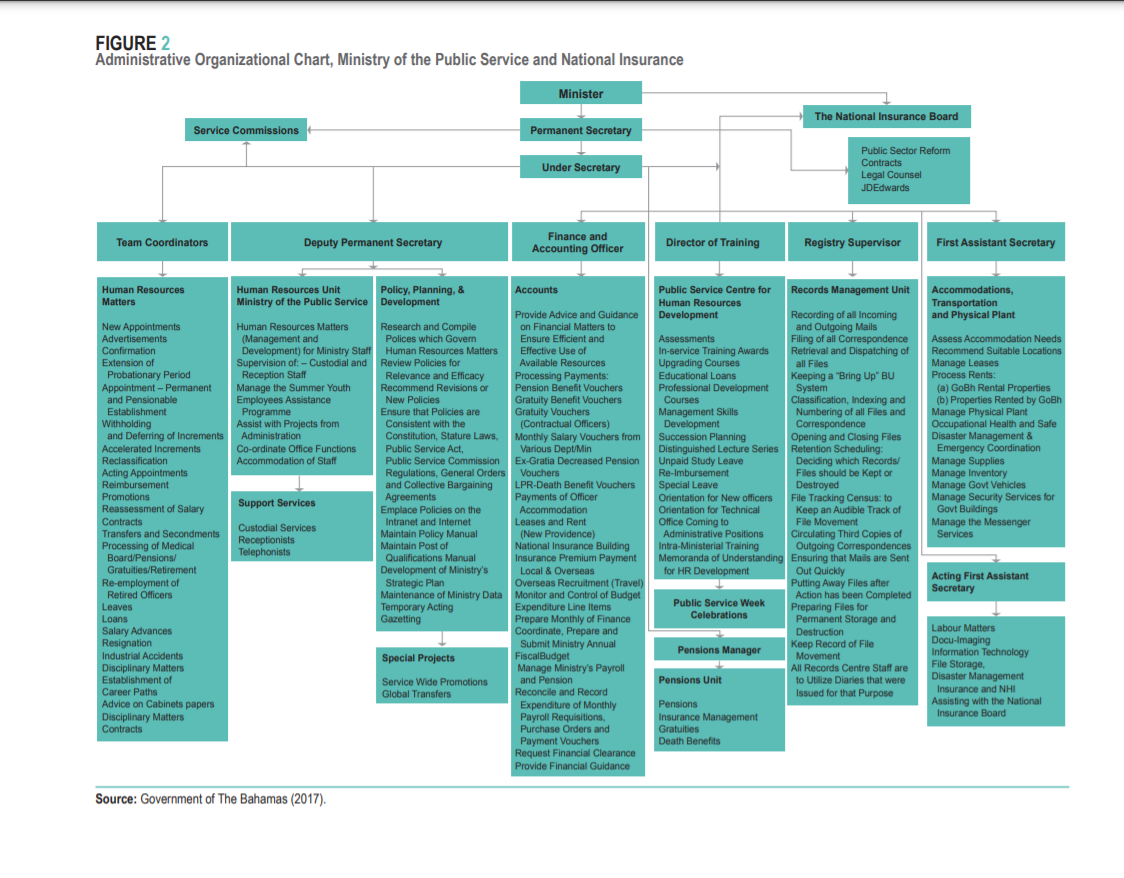 FIGURE 2
Administrative Organizational Chart, Ministry of the Public Service and National Insurance
Minister
The National Insurance Board
Service Commissions
Permanent Secretary
Public Sector Reform
Contracts
Legal Counsel
JDEdwards
Under Secretary
Team Coordinators
Deputy Permanent Secretary
Finance and
Accounting Officer
Director of Training
Registry Supervisor
First Assistant Secretary
Human Resources
Matters
New Appointments
Advertisements
Confirmation
Extension of
Probationary Period
Appointment – Permanent
and Pensionable
Establishment
Withholding
and Deferring of Increments
Accelerated Increments
Reclassification
Acting Appointments
Reimbursement
Promotions
Reassessment of Salary
Contracts
Transfers and Secondments
Processing of Medical
Board/Pensions/
Gratuities/Retirement
Re-employment of
Retired Officers
Leaves
Loans
Salary Advances
Resignation
Industrial Accidents
Disciplinary Matters
Establishment of
Career Paths
Advice on Cabinets papers
Disciplinary Matters
Contracts
Human Resources Unit
Ministry of the Public Service
Human Resources Matters
(Management and
Development) for Ministry Staff
Supervision of: – Custodial and
Reception Staff
Manage the Summer Youth
Employees Assistance
Programme
Assist with Projects from
Administration
Co-ordinate Office Functions
Accommodation of Staff
Support Services
Custodial Services
Receptionists
Telephonists
Policy, Planning, &
Development
Research and Compile
Polices which Govern
Human Resources Matters
Review Policies for
Relevance and Efficacy
Recommend Revisions or
New Policies
Ensure that Policies are
Consistent with the
Constitution, Stature Laws,
Public Service Act,
Public Service Commission
Regulations, General Orders
and Collective Bargaining
Agreements
Emplace Policies on the
Intranet and Internet
Maintain Policy Manual
Maintain Post of
Qualifications Manual
Development of Ministry's
Strategic Plan
Maintenance of Ministry Data
Temporary Acting
Gazetting
Special Projects
Service Wide Promotions
Global Transfers
Accounts
Provide Advice and Guidance
on Financial Matters to
Ensure Efficient and
Effective Use of
Available Resources
Processing Payments:
Pension Benefit Vouchers
Gratuity Benefit Vouchers
Gratuity Vouchers
(Contractual Officers)
Monthly Salary Vouchers from
Various Dept/Min
Ex-Gratia Decreased Pension
Vouchers
LPR-Death Benefit Vouchers
Payments of Officer
Accommodation
Leases and Rent
(New Providence)
National Insurance Building
Insurance Premium Payment
Local & Overseas
Overseas Recruitment (Travel)
Monitor and Control of Budget
Expenditure Line Items
Prepare Monthly of Finance
Coordinate, Prepare and
Submit Ministry Annual
FiscalBudget
Manage Ministry's Payroll
and Pension
Reconcile and Record
Expenditure of Monthly
Payroll Requisitions,
Purchase Orders and
Payment Vouchers
Request Financial Clearance
Provide Financial Guidance
Public Service Centre for
Human Resources
Development
Assessments
In-service Training Awards
Upgrading Courses
Educational Loans
Professional Development
Courses
Management Skills
Development
Succession Planning
Distinguished Lecture Series
Unpaid Study Leave
Re-Imbursement
Special Leave
Orientation for New officers
Orientation for Technical
Office Coming to
Administrative Positions
Intra-Ministerial Training
Memoranda of Understanding
for HR Development
Public Service Week
Celebrations
Pensions Manager
Pensions Unit
Pensions
Insurance Management
Gratuities
Death Benefits
Records Management Unit
Recording of all Incoming
and Outgoing Mails
Filing of all Correspondence
Retrieval and Dispatching of
all Files
Keeping a "Bring Up" BU
System
Classification, Indexing and
Numbering of all Files and
Correspondence
Opening and Closing Files
Retention Scheduling:
Deciding which Records/
Files should be Kept or
Destroyed
File Tracking Census: to
Keep an Audible Track of
File Movement
Circulating Third Copies of
Outgoing Correspondences
Ensuring that Mails are Sent
Out Quickly
Putting Away Files after
Action has been Completed
Preparing Files for
Permanent Storage and
Destruction
Keep Record of File
Movement
All Records Centre Staff are
to Utilize Diaries that were
Issued for that Purpose
Accommodations,
Transportation
and Physical Plant
Assess Accommodation Needs
Recommend Suitable Locations
Manage Leases
Process Rents:
(a) GoBh Rental Properties
(b) Properties Rented by GoBh
Manage Physical Plant
Occupational Health and Safe
Disaster Management &
Emergency Coordination
Manage Supplies
Manage Inventory
Manage Govt Vehicles
Manage Security Services for
Govt Buildings
Manage the Messenger
Services
Acting First Assistant
Secretary
Labour Matters
Docu-Imaging
Information Technology
File Storage,
Disaster Management
Insurance and NHI
Assisting with the National
Insurance Board
Source: Government of The Bahamas (2017).